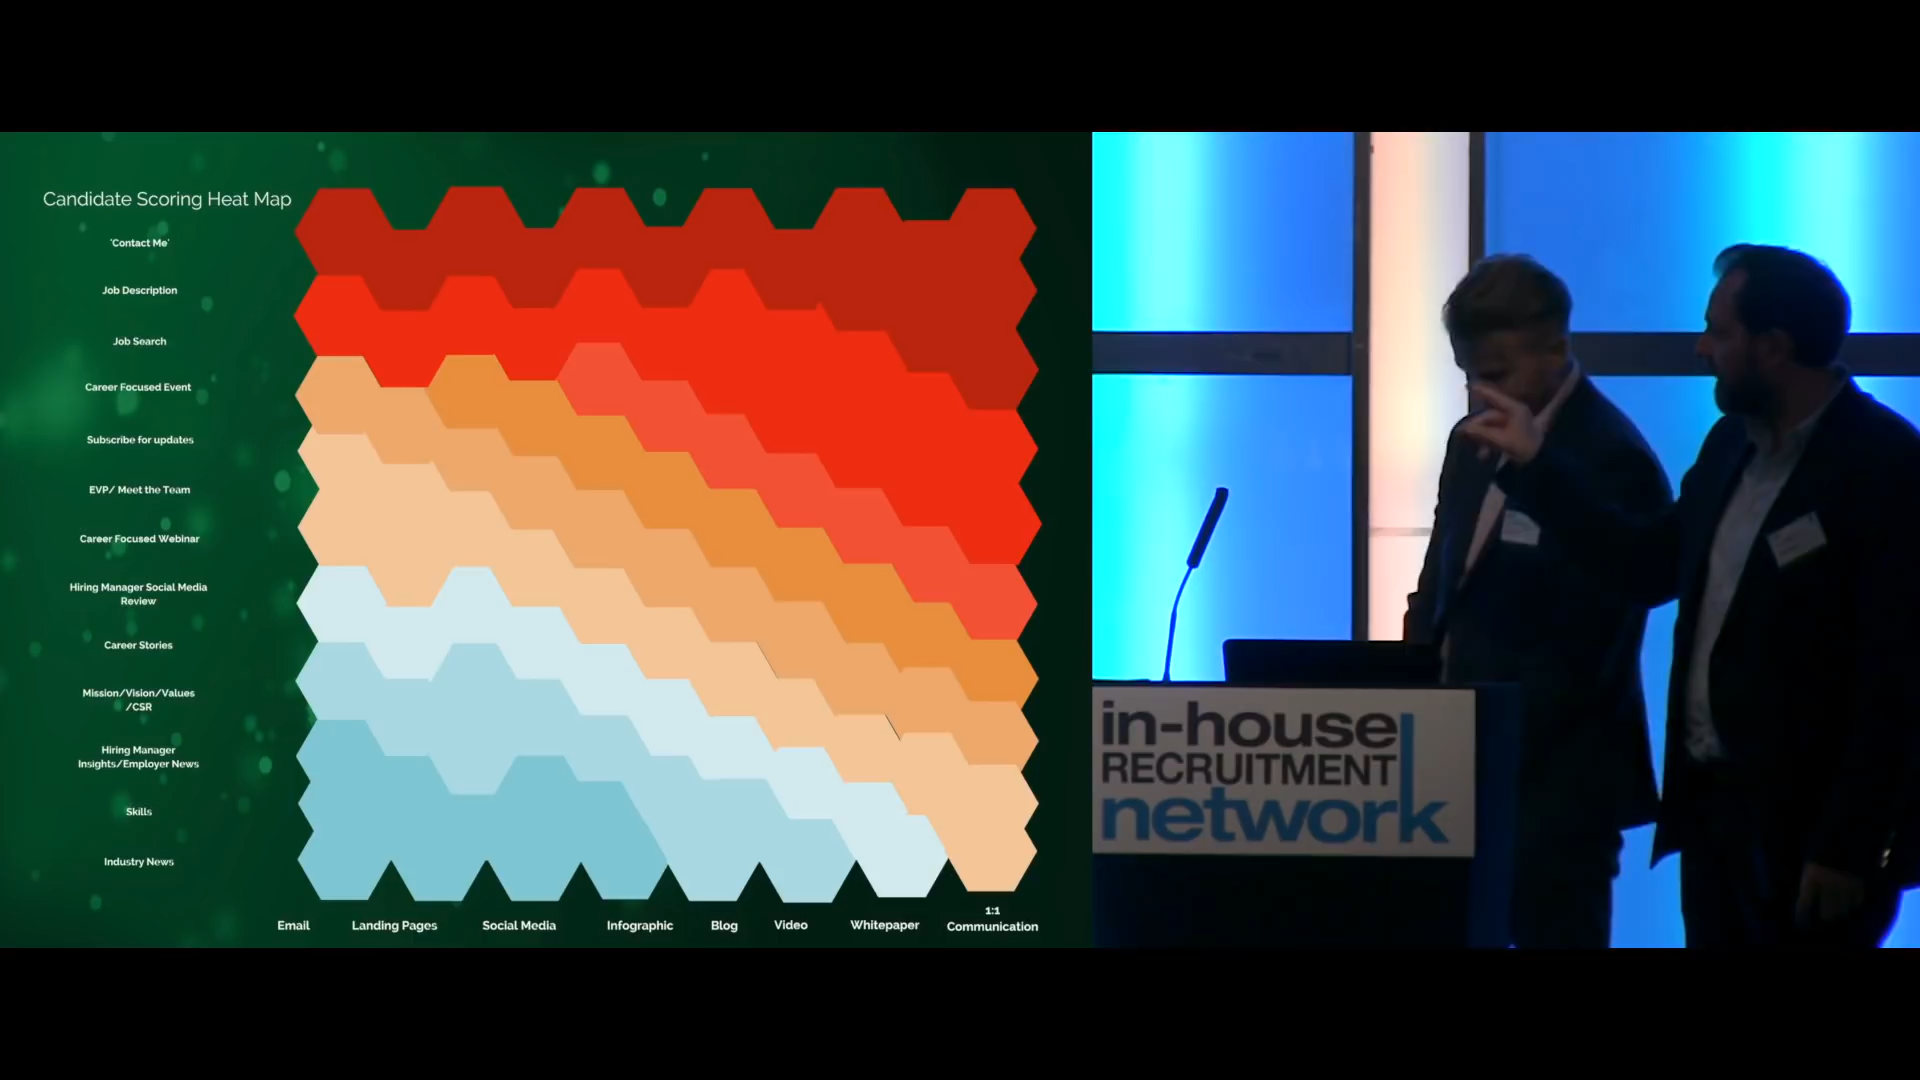 Candidate Scoring Heat Map
'Contact Me'
Job Description
Job Search
Career Focused Event
Subscribe for updates
EVP/ Meet the Team
Career Focused Webinar
Hiring Manager Social Media
Review
Career Stories
Mission/Vision/Values
/CSR
Hiring Manager
Insights/Employer News
Skills
Industry News
Email
Landing Pages
Social Media
Infographic
Blog
Video
Whitepaper
1:1
Communication
in-house
RECRUITMENT
network